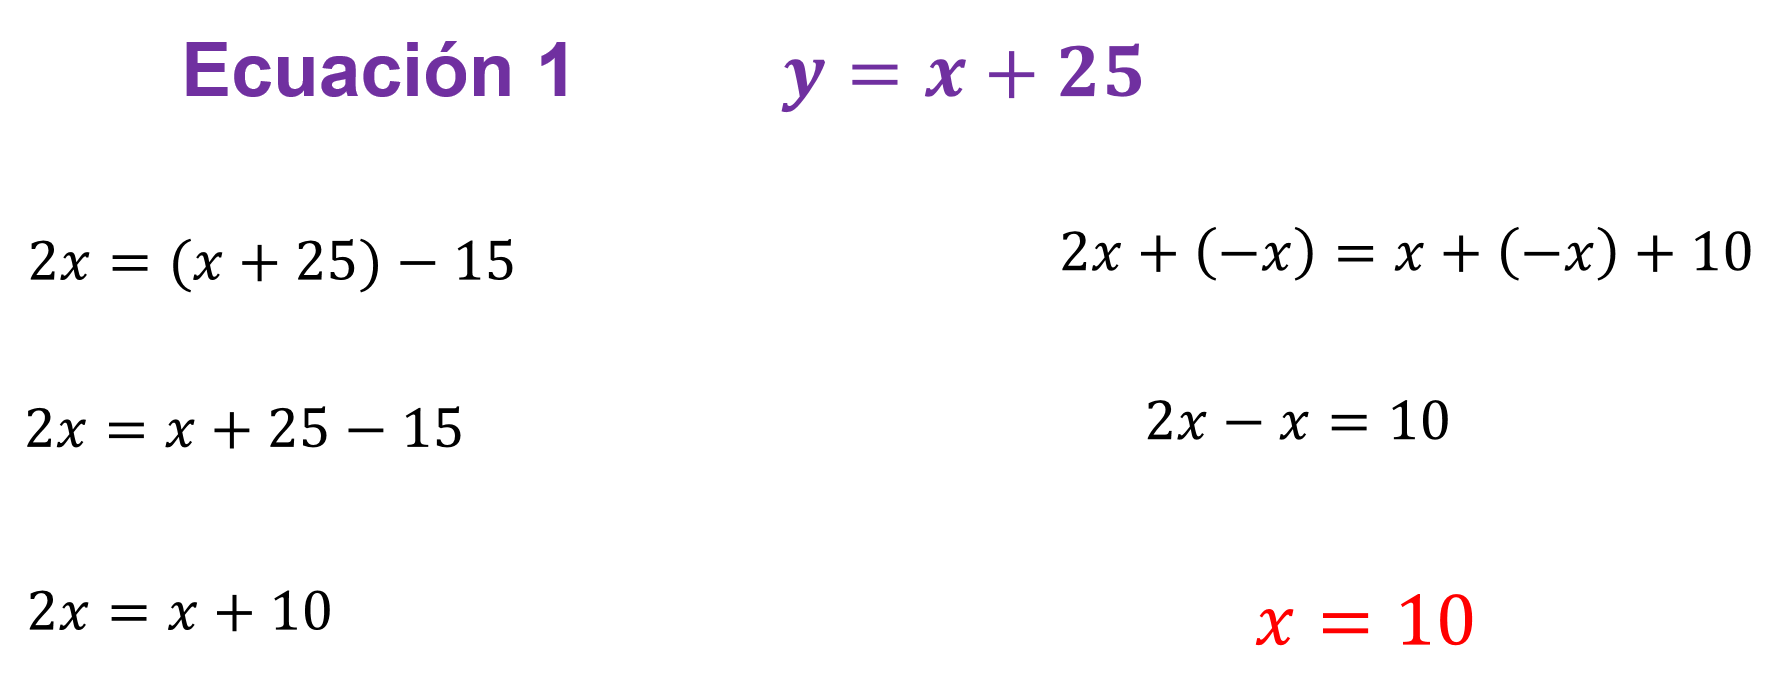 Ecuación 1 y = x + 25
2x = (x + 25) − 15
2x = x + 25 − 15
2x = x + 10
2x + (−x) = x + (−x) + 10
2x − x = 10
x = 10